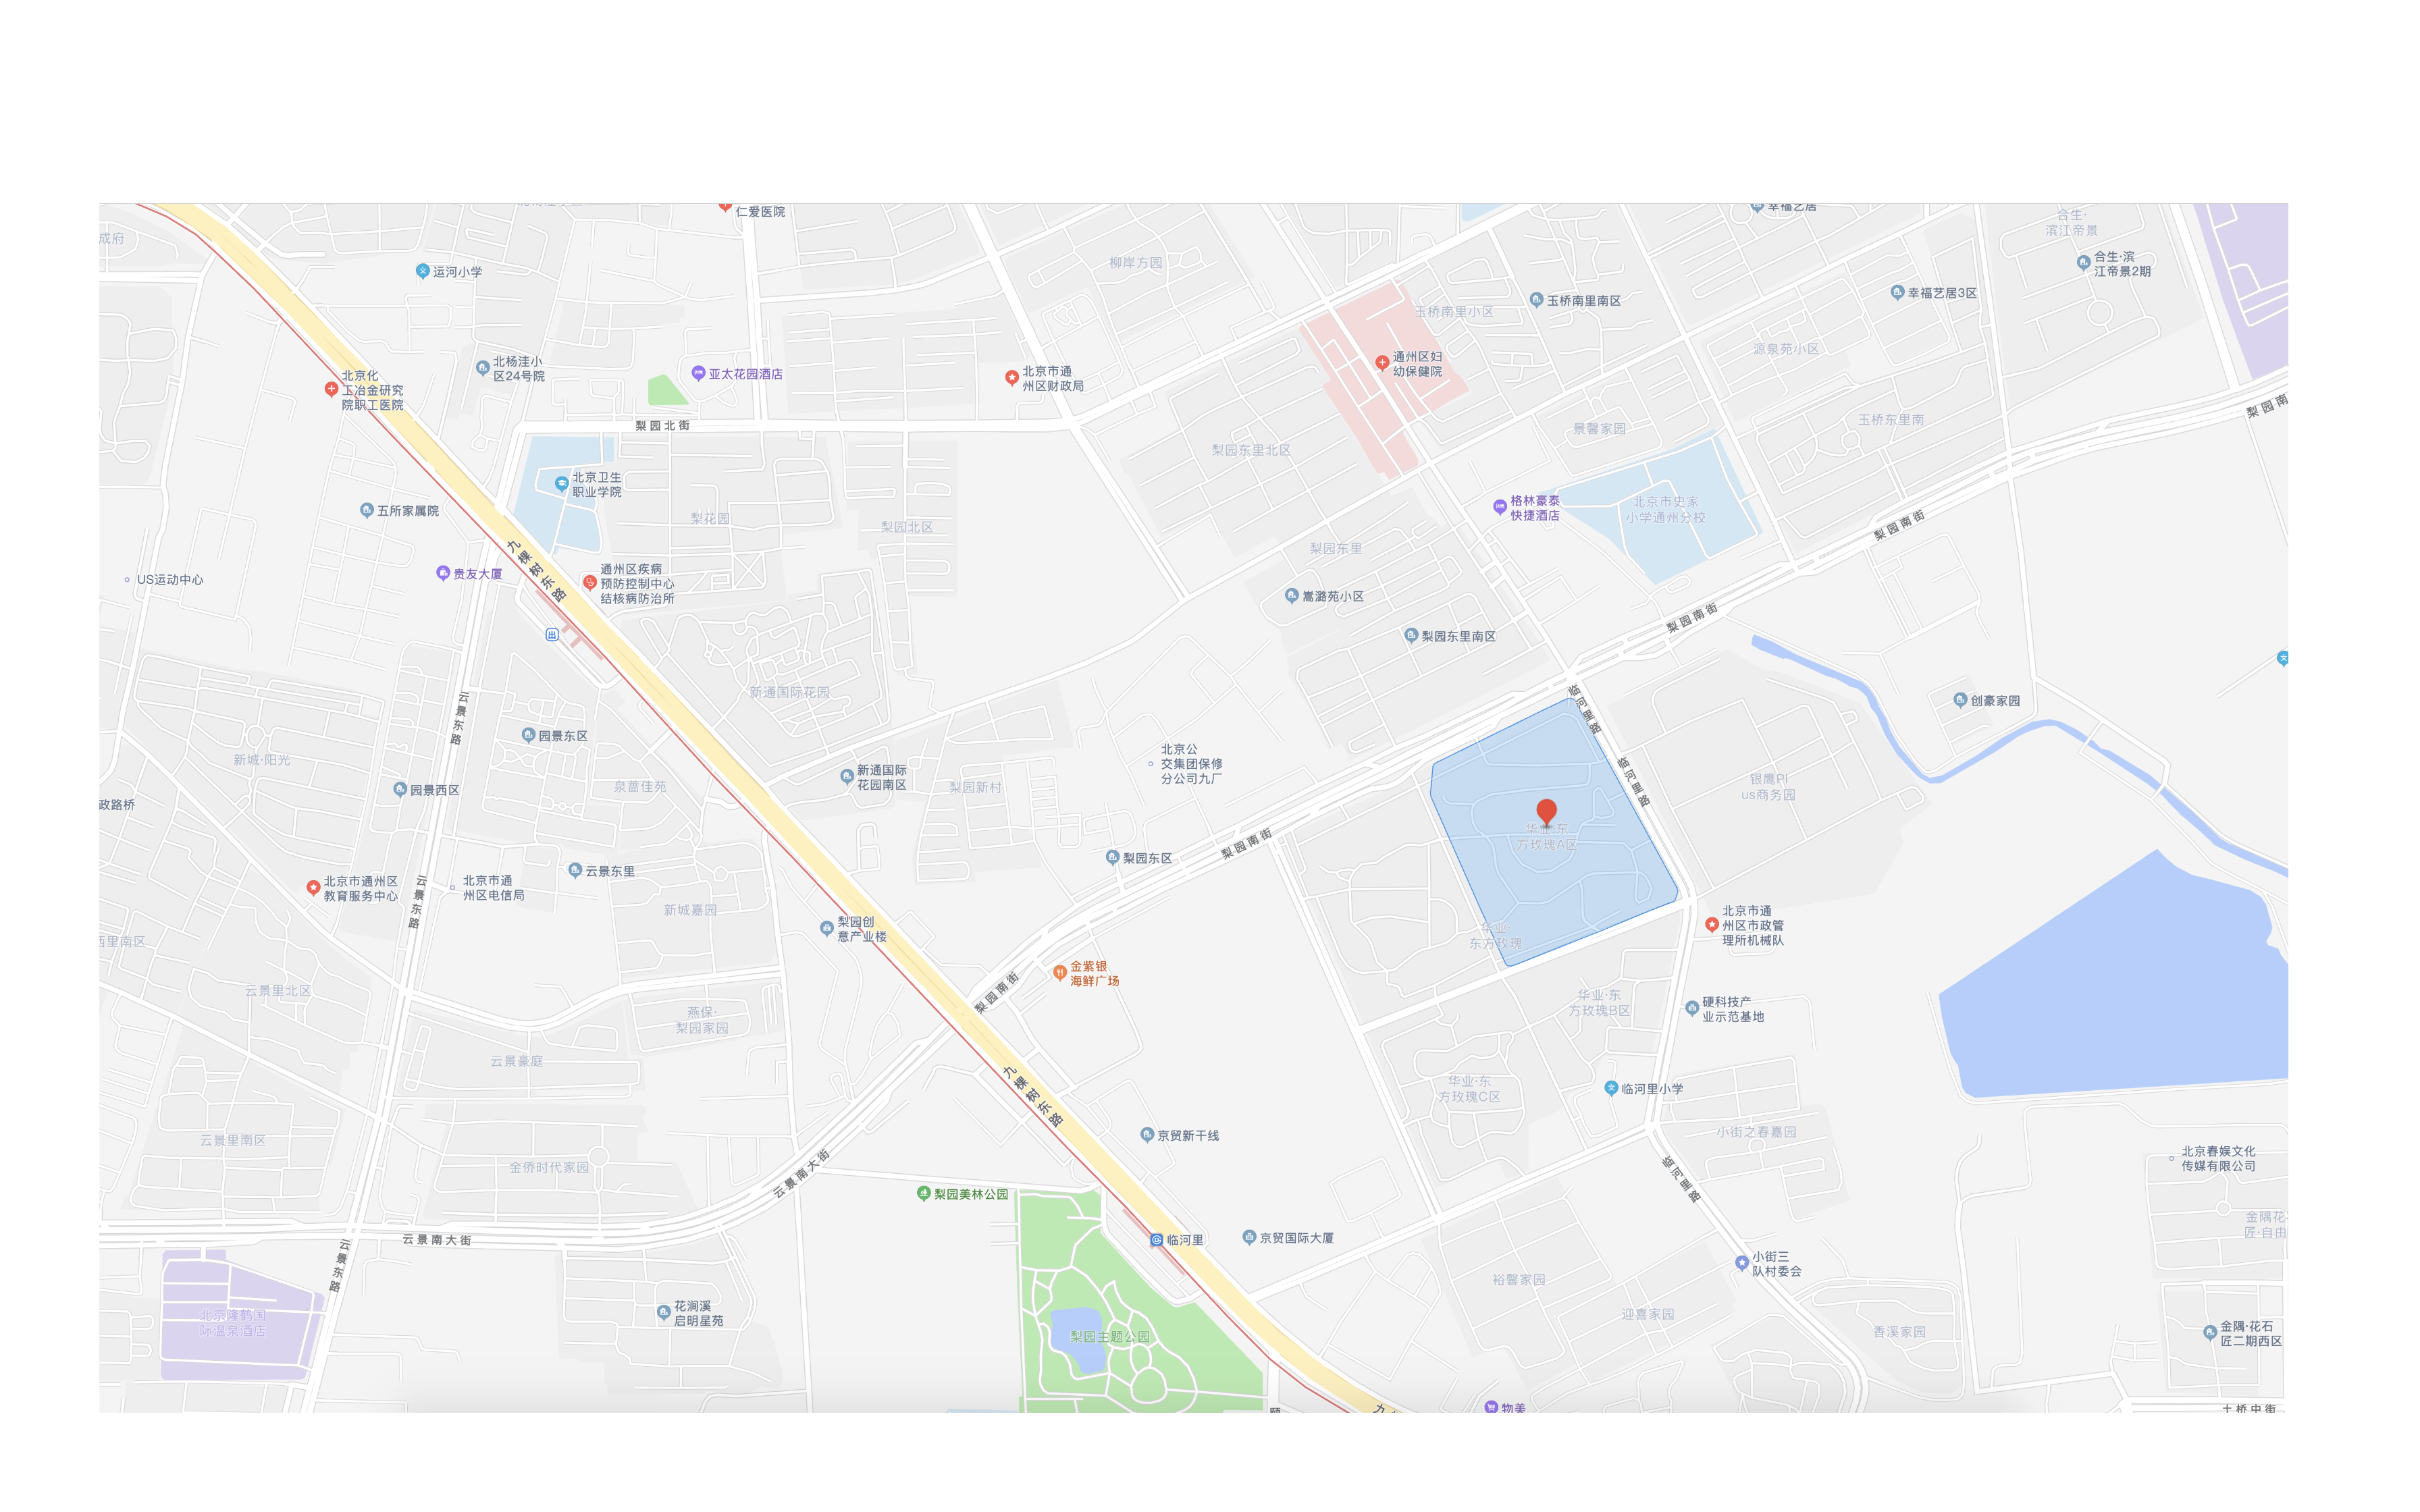 仁爱医院
幸福艺居
合生·
滨江帝景
成府
运河小学
柳岸方园
合生·滨
江帝景2期
玉桥南里南区
幸福艺居3区
玉桥南里小区
源泉苑小区
北杨洼小
区24号院
亚太花园酒店
北京市通
州区财政局
通州区妇
幼保健院
北京化
工冶金研究
院职工医院
梨园南
梨园北街
玉桥东里南
景馨家园
梨园东里北区
北京卫生
职业学院
五所家属院
梨花园
梨园北区
格林豪泰
快捷酒店
北京市史家
小学通州分校
梨园南街
九棵树东路
梨园东里
US运动中心
贵友大厦
通州区疾病
预防控制中心
结核病防治所
嵩潞苑小区
梨园南街
梨园东里南区
新通国际花园
云景东路
临河里路
创豪家园
园景东区
新城·阳光
北京公
交集团保修
分公司九厂
新通国际
花园南区
梨园新村
泉蔷佳苑
园景西区
临河里路
银鹰Pl
us商务园
政路桥
华业·东
方玫瑰A区
梨园南街
梨园东区
云景东里
北京市通州区
教育服务中心
北京市通
州区电信局
云景东路
新城嘉园
梨园创
意产业楼
华业·
东方玫瑰
北京市通
州区市政管
理所机械队
西里南区
金紫银
海鲜广场
梨园南街
云景里北区
燕保·
梨园家园
华业·东
方玫瑰B区
硬科技产
业示范基地
云景豪庭
九棵树东路
华业·东
方玫瑰C区
临河里小学
云景里南区
京贸新干线
小街之春嘉园
金侨时代家园
云景南大街
北京春娱文化
传媒有限公司
临河里路
梨园美林公园
金隅花
匠·自由
云景南大街
临河里
京贸国际大厦
云景东路
小街三
队村委会
裕馨家园
北京隆鹤国
际温泉酒店
花涧溪
启明星苑
迎喜家园
梨园主题公园
香溪家园
金隅·花石
匠二期西区
物美
土桥中街